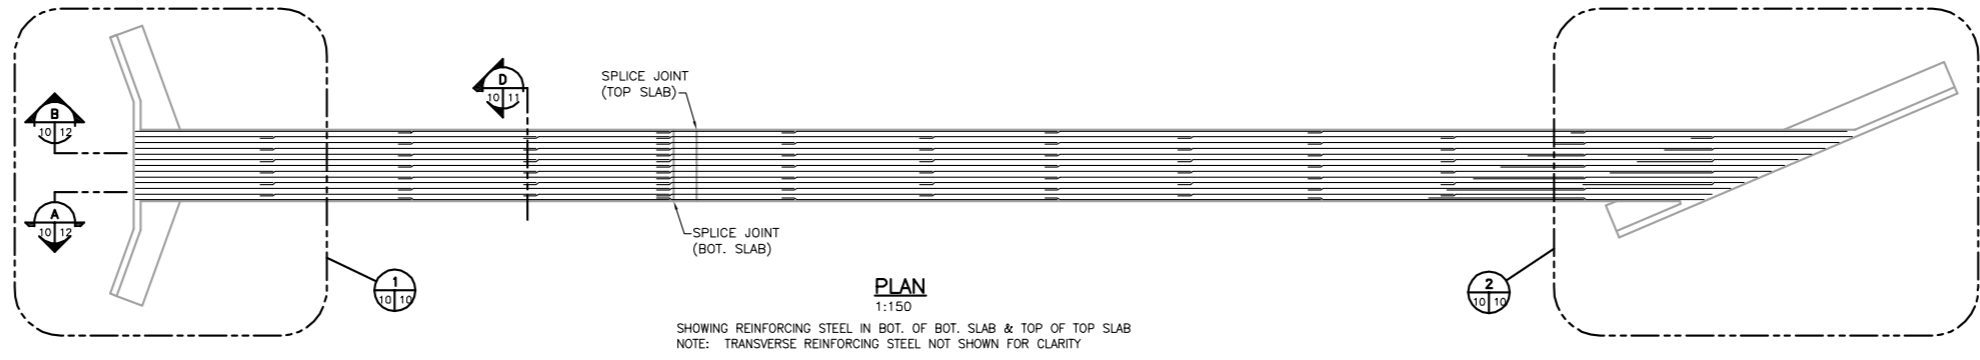 D
10 11
SPLICE JOINT
(TOP SLAB)
B
10 12
A
10 12
SPLICE JOINT
(BOT. SLAB)
1
10 10
2
10 10
PLAN
1:150
SHOWING REINFORCING STEEL IN BOT. OF BOT. SLAB & TOP OF TOP SLAB
NOTE: TRANSVERSE REINFORCING STEEL NOT SHOWN FOR CLARITY